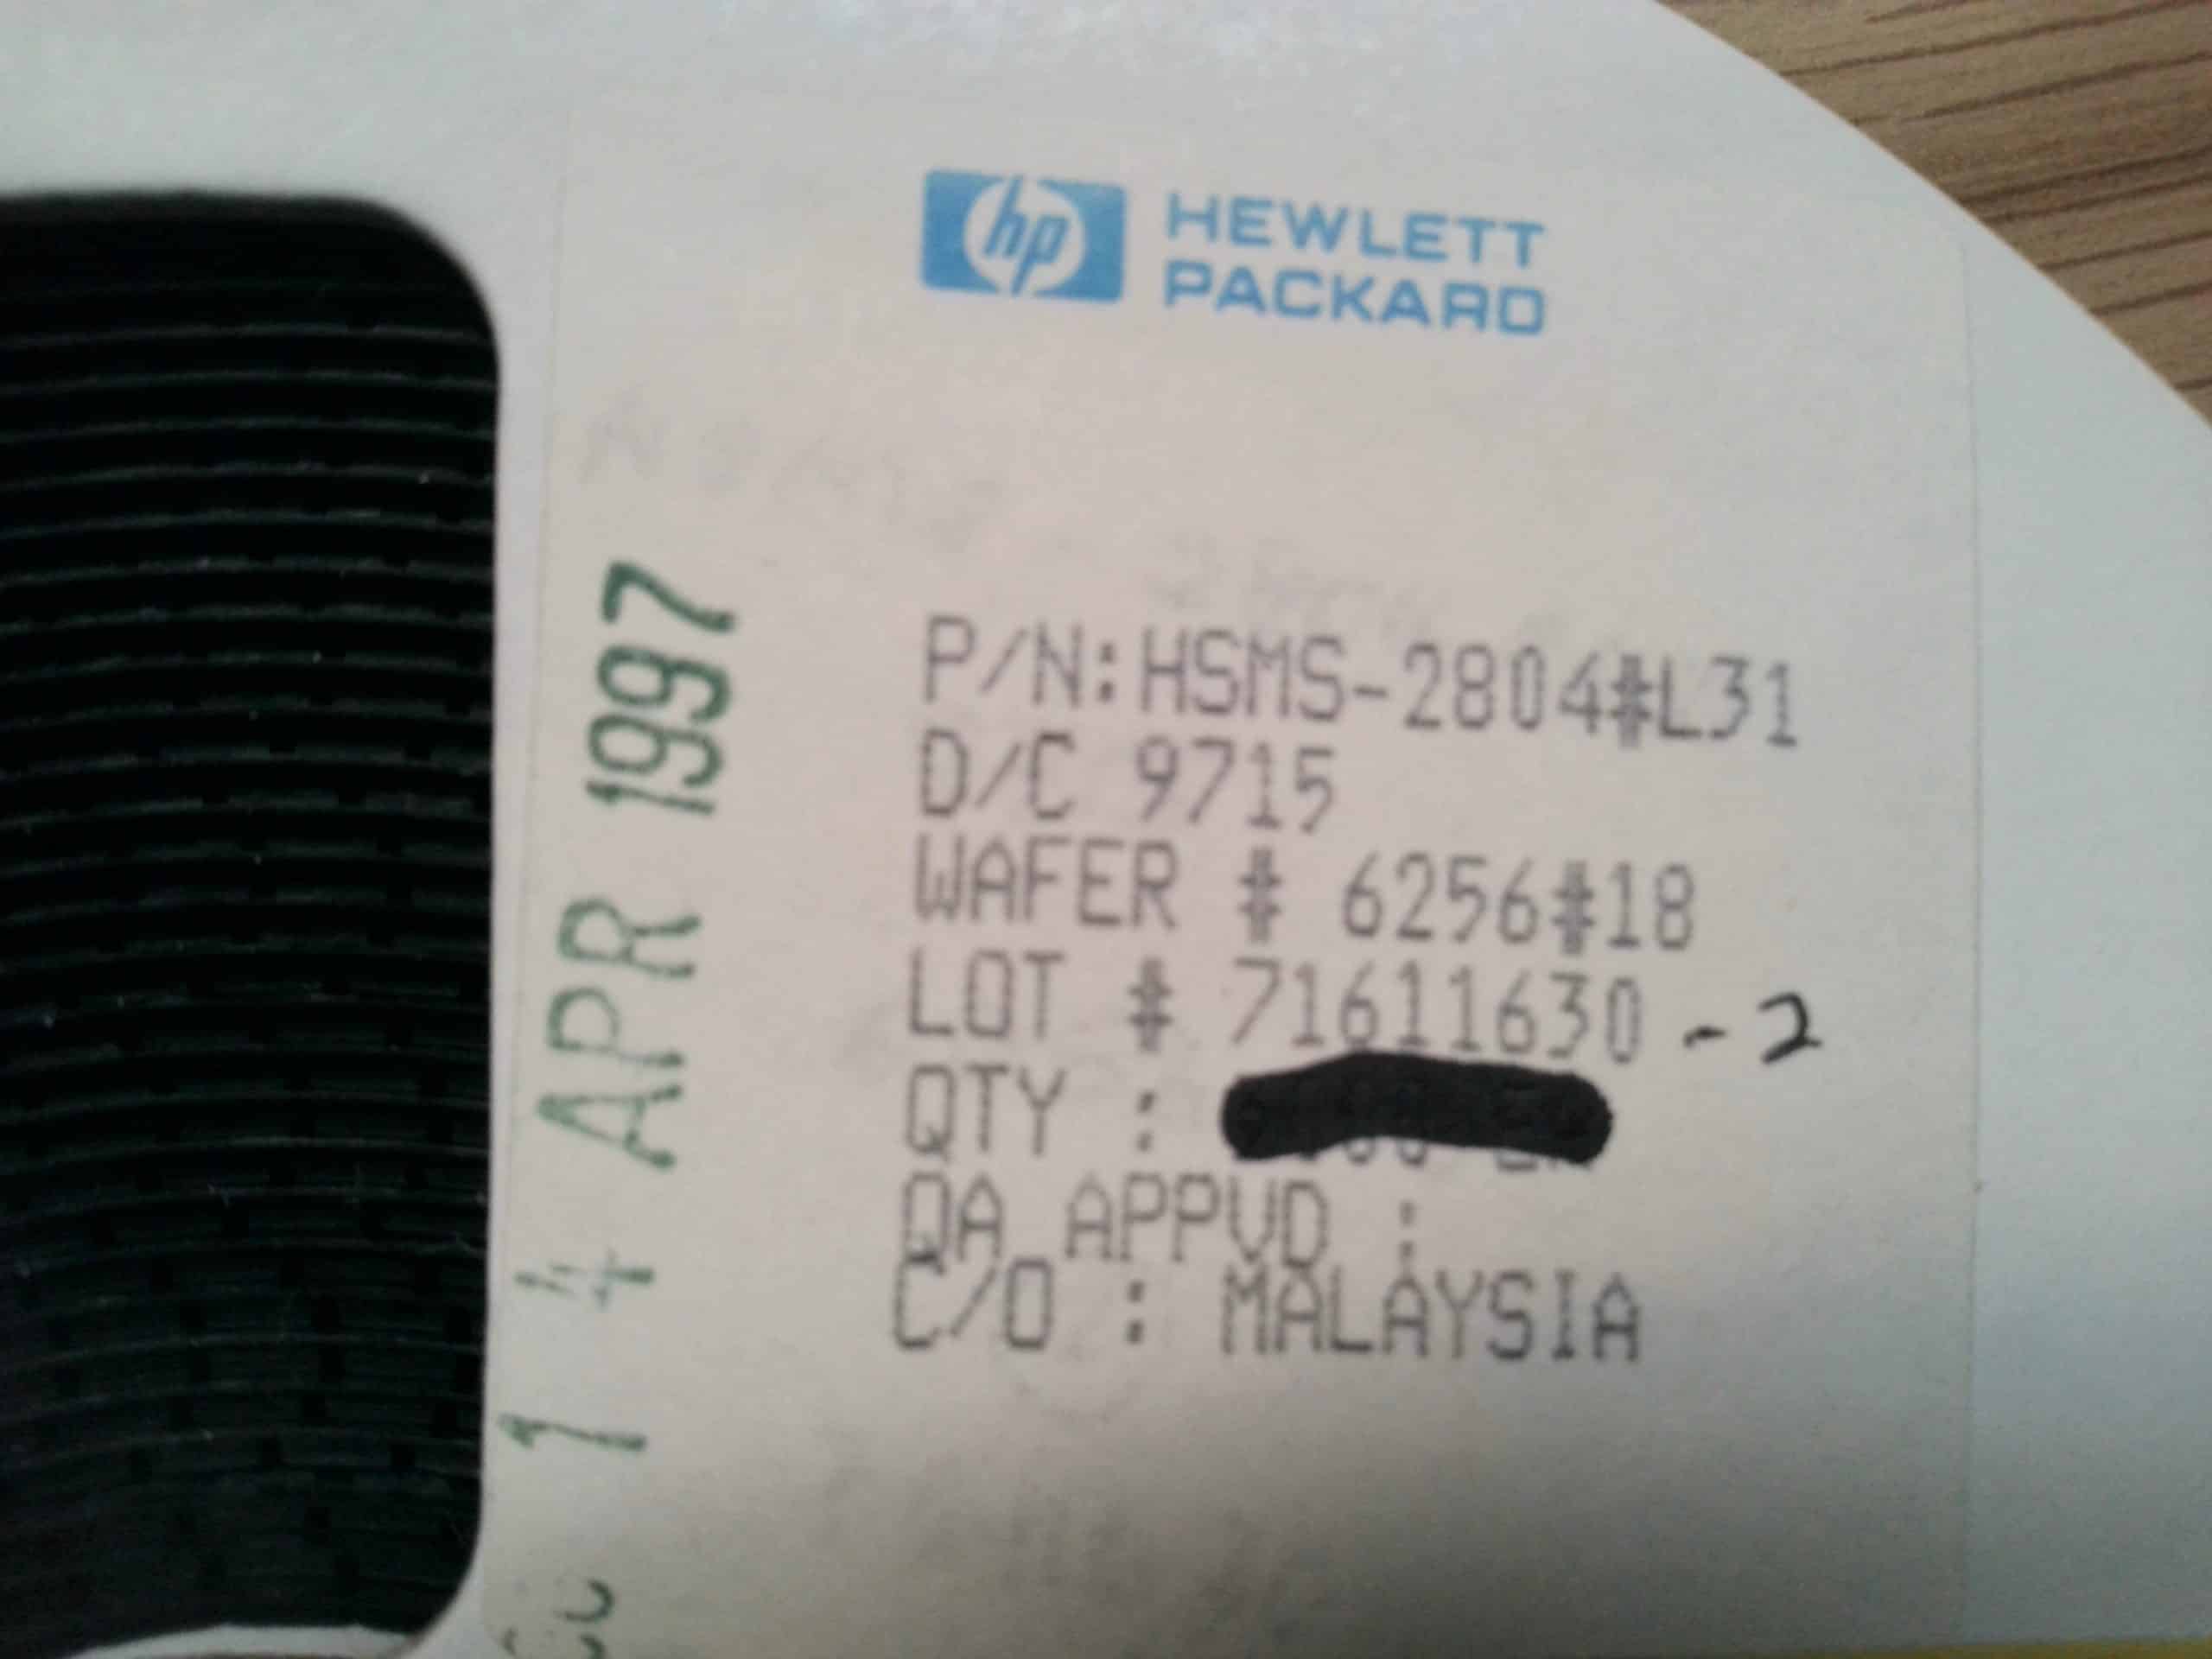 hp HEWLETT
PACKARD
P/N:HSMS-2804#L31
D/C 9715
WAFER # 6256#18
LOT # 71611630 - 2
QTY :
QA APPVD :
C/O : MALAYSIA
14 APR 1997